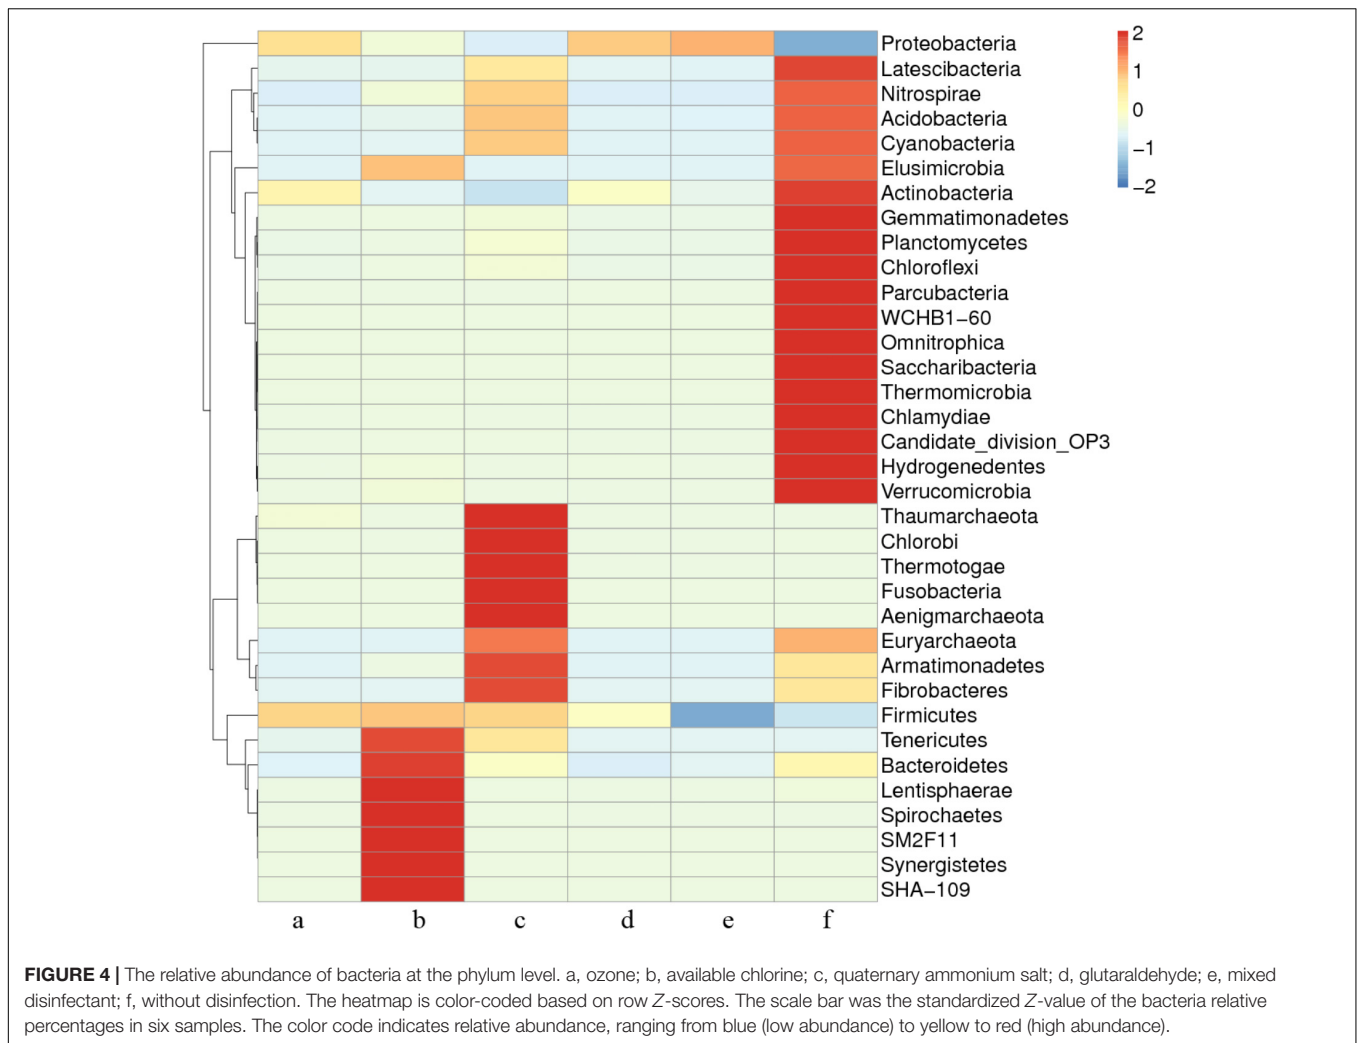 Proteobacteria
Latescibacteria
Nitrospirae
Acidobacteria
Cyanobacteria
Elusimicrobia
Actinobacteria
Gemmatimonadetes
Planctomycetes
Chloroflexi
Parcubacteria
WCHB1−60
Omnitrophica
Saccharibacteria
Thermomicrobia
Chlamydiae
Candidate_division_OP3
Hydrogenedentes
Verrucomicrobia
Thaumarchaeota
Chlorobi
Thermotogae
Fusobacteria
Aenigmarchaeota
Euryarchaeota
Armatimonadetes
Fibrobacteres
Firmicutes
Tenericutes
Bacteroidetes
Lentisphaerae
Spirochaetes
SM2F11
Synergistetes
SHA−109
2
1
0
−1
−2
a b c d e f
FIGURE 4 | The relative abundance of bacteria at the phylum level. a, ozone; b, available chlorine; c, quaternary ammonium salt; d, glutaraldehyde; e, mixed
disinfectant; f, without disinfection. The heatmap is color-coded based on row Z-scores. The scale bar was the standardized Z-value of the bacteria relative
percentages in six samples. The color code indicates relative abundance, ranging from blue (low abundance) to yellow to red (high abundance).